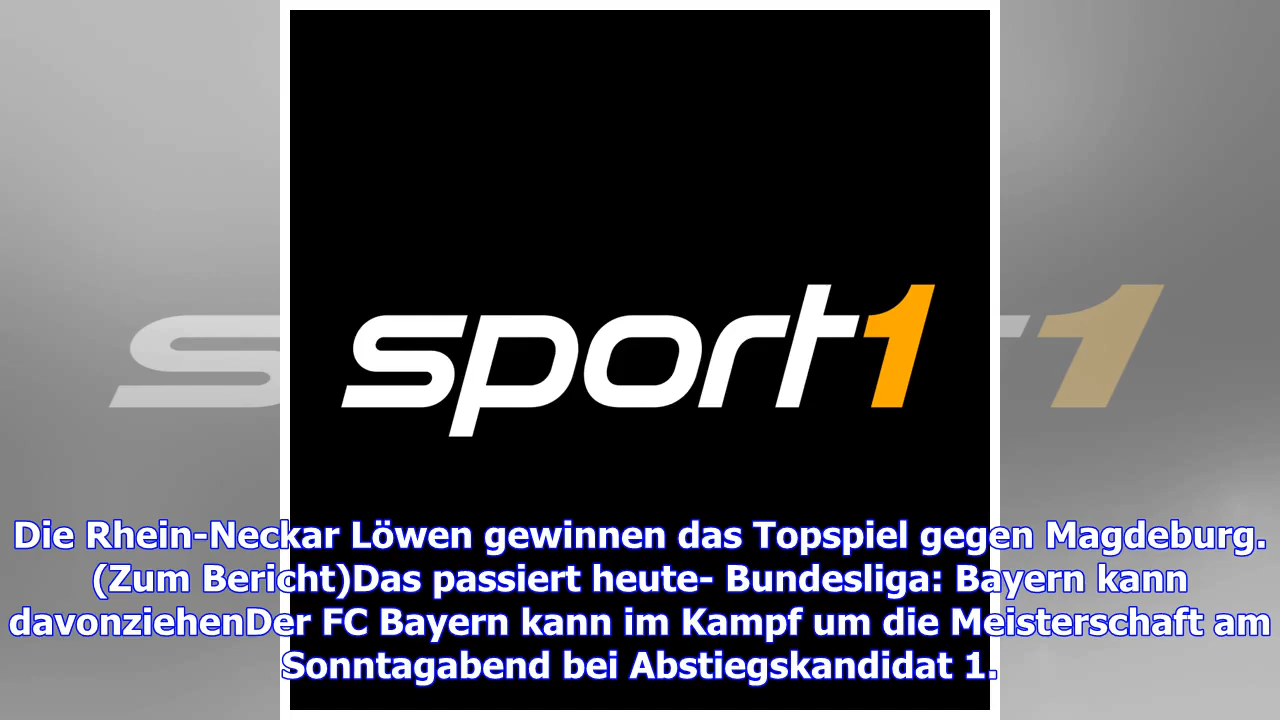 sport1
Die Rhein-Neckar Löwen gewinnen das Topspiel gegen Magdeburg.
(Zum Bericht)Das passiert heute- Bundesliga: Bayern kann
davonziehenDer FC Bayern kann im Kampf um die Meisterschaft am
Sonntagabend bei Abstiegskandidat 1.